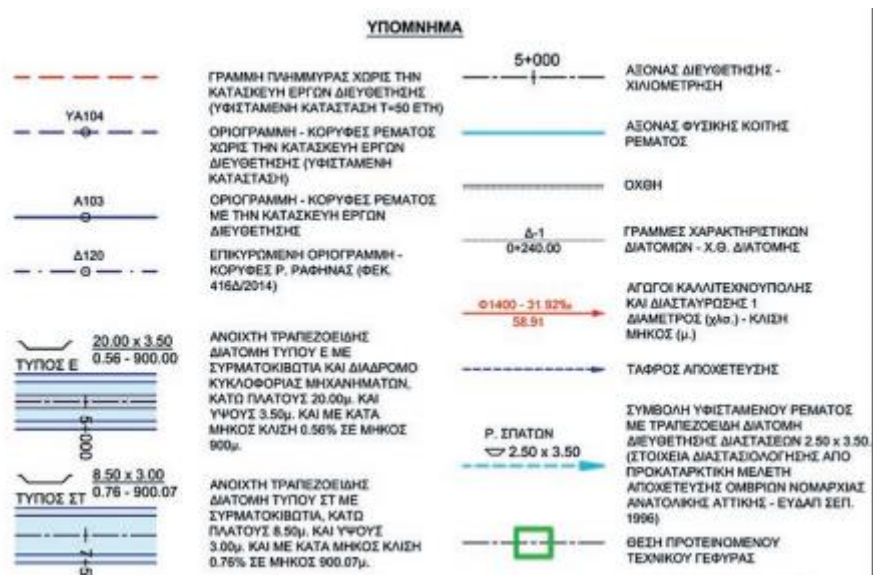 ΥΠΟΜΝΗΜΑ
ΓΡΑΜΜΗ ΠΛΗΜΜΥΡΑΣ ΧΩΡΙΣ ΤΗΝ
ΚΑΤΑΣΚΕΥΗ ΕΡΓΩΝ ΔΙΕΥΘΕΤΗΣΗΣ
(ΥΦΙΣΤΑΜΕΝΗ ΚΑΤΑΣΤΑΣΗ Τ=50 ΕΤΗ)
ΥΑ104
ΟΡΙΟΓΡΑΜΜΗ - ΚΟΡΥΦΕΣ ΡΕΜΑΤΟΣ
ΧΩΡΙΣ ΤΗΝ ΚΑΤΑΣΚΕΥΗ ΕΡΓΩΝ
ΔΙΕΥΘΕΤΗΣΗΣ (ΥΦΙΣΤΑΜΕΝΗ
ΚΑΤΑΣΤΑΣΗ)
Α103
ΟΡΙΟΓΡΑΜΜΗ - ΚΟΡΥΦΕΣ ΡΕΜΑΤΟΣ
ΜΕ ΤΗΝ ΚΑΤΑΣΚΕΥΗ ΕΡΓΩΝ
ΔΙΕΥΘΕΤΗΣΗΣ
Δ120
ΕΠΙΚΥΡΩΜΕΝΗ ΟΡΙΟΓΡΑΜΜΗ -
ΚΟΡΥΦΕΣ Ρ. ΡΑΦΗΝΑΣ (ΦΕΚ.
416Δ/2014)
20.00 x 3.50
ΤΥΠΟΣ Ε 0.56 - 900.00
5+000
ΑΝΟΙΧΤΗ ΤΡΑΠΕΖΟΕΙΔΗΣ
ΔΙΑΤΟΜΗ ΤΥΠΟΥ Ε ΜΕ
ΣΥΡΜΑΤΟΚΙΒΩΤΙΑ ΚΑΙ ΔΙΑΔΡΟΜΟ
ΚΥΚΛΟΦΟΡΙΑΣ ΜΗΧΑΝΗΜΑΤΩΝ,
ΚΑΤΩ ΠΛΑΤΟΥΣ 20.00μ. ΚΑΙ
ΥΨΟΥΣ 3.50μ. ΚΑΙ ΜΕ ΚΑΤΑ
ΜΗΚΟΣ ΚΛΙΣΗ 0.56% ΣΕ ΜΗΚΟΣ
900μ.
8.50 x 3.00
ΤΥΠΟΣ ΣΤ 0.76 - 900.07
7+5
ΑΝΟΙΧΤΗ ΤΡΑΠΕΖΟΕΙΔΗΣ
ΔΙΑΤΟΜΗ ΤΥΠΟΥ ΣΤ ΜΕ
ΣΥΡΜΑΤΟΚΙΒΩΤΙΑ, ΚΑΤΩ
ΠΛΑΤΟΥΣ 8.50μ. ΚΑΙ ΥΨΟΥΣ
3.00μ. ΚΑΙ ΜΕ ΚΑΤΑ ΜΗΚΟΣ ΚΛΙΣΗ
0.76% ΣΕ ΜΗΚΟΣ 900.07μ.
5+000
ΑΞΟΝΑΣ ΔΙΕΥΘΕΤΗΣΗΣ -
ΧΙΛΙΟΜΕΤΡΗΣΗ
ΑΞΟΝΑΣ ΦΥΣΙΚΗΣ ΚΟΙΤΗΣ
ΡΕΜΑΤΟΣ
ΟΧΘΗ
Δ-1
0+240.00
ΓΡΑΜΜΕΣ ΧΑΡΑΚΤΗΡΙΣΤΙΚΩΝ
ΔΙΑΤΟΜΩΝ - Χ.Θ. ΔΙΑΤΟΜΗΣ
Φ1400 - 31.92‰
58.91
ΑΓΩΓΟΙ ΚΑΛΛΙΤΕΧΝΟΥΠΟΛΗΣ
ΚΑΙ ΔΙΑΣΤΑΥΡΩΣΗΣ 1
ΔΙΑΜΕΤΡΟΣ (χλσ.) - ΚΛΙΣΗ
ΜΗΚΟΣ (μ.)
ΤΑΦΡΟΣ ΑΠΟΧΕΤΕΥΣΗΣ
Ρ. ΣΠΑΤΩΝ
2.50 x 3.50
ΣΥΜΒΟΛΗ ΥΦΙΣΤΑΜΕΝΟΥ ΡΕΜΑΤΟΣ
ΜΕ ΤΡΑΠΕΖΟΕΙΔΗ ΔΙΑΤΟΜΗ
ΔΙΕΥΘΕΤΗΣΗΣ ΔΙΑΣΤΑΣΕΩΝ 2.50 x 3.50.
(ΣΤΟΙΧΕΙΑ ΔΙΑΣΤΑΣΙΟΛΟΓΗΣΗΣ ΑΠΟ
ΠΡΟΚΑΤΑΡΚΤΙΚΗ ΜΕΛΕΤΗ
ΑΠΟΧΕΤΕΥΣΗΣ ΟΜΒΡΙΩΝ ΝΟΜΑΡΧΙΑΣ
ΑΝΑΤΟΛΙΚΗΣ ΑΤΤΙΚΗΣ - ΕΥΔΑΠ ΣΕΠ.
1996)
ΘΕΣΗ ΠΡΟΤΕΙΝΟΜΕΝΟΥ
ΤΕΧΝΙΚΟΥ ΓΕΦΥΡΑΣ